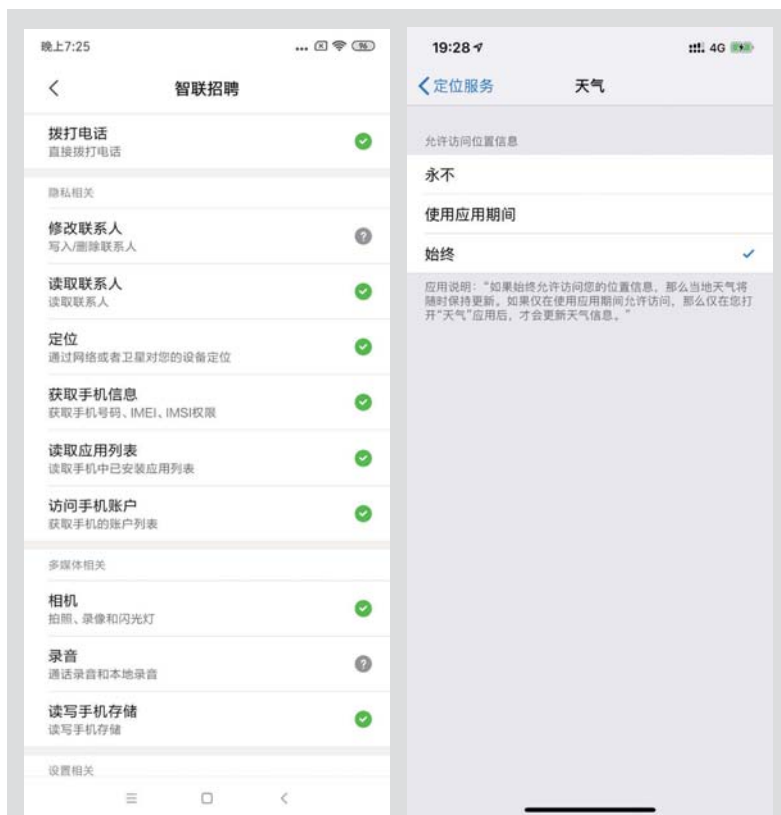 晚上7:25
... 96
智联招聘
拨打电话
直接拨打电话
隐私相关
修改联系人
写入/删除联系人
?
读取联系人
读取联系人
定位
通过网络或者卫星对您的设备定位
获取手机信息
获取手机号码、IMEI、IMSI权限
读取应用列表
读取手机中已安装应用列表
访问手机账户
获取手机的账户列表
多媒体相关
相机
拍照、录像和闪光灯
录音
通话录音和本地录音
?
读写手机存储
读写手机存储
设置相关
19:28
4G
定位服务
天气
允许访问位置信息
永不
使用应用期间
始终
应用说明：“如果始终允许访问您的位置信息，那么当地天气将
随时保持更新。如果仅在使用应用期间允许访问，那么仅在您打
开“天气”应用后，才会更新天气信息。”